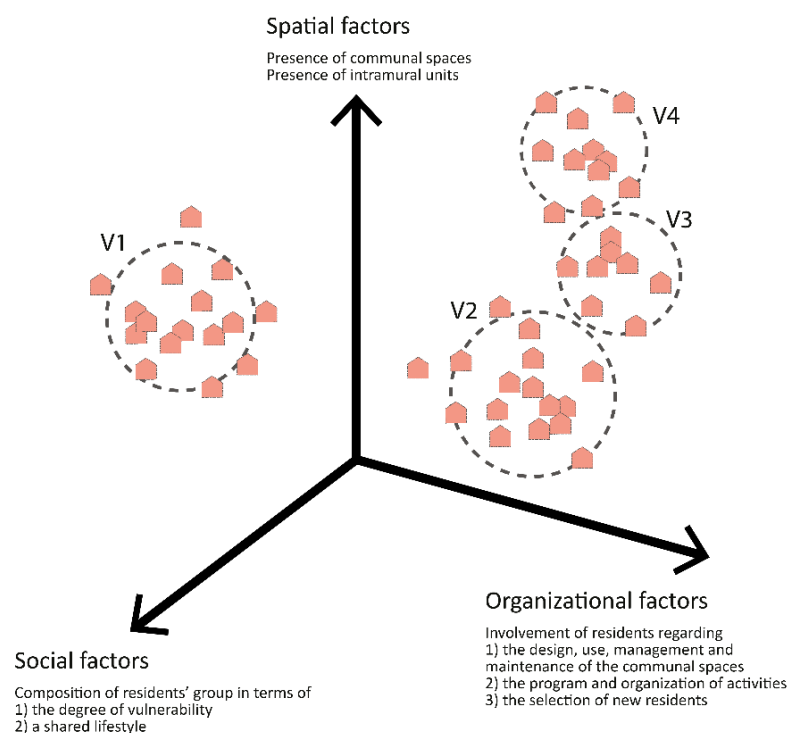 Spatial factors
Presence of communal spaces
Presence of intramural units
V4
V3
V1
V2
Organizational factors
Involvement of residents regarding
1) the design, use, management and
maintenance of the communal spaces
2) the program and organization of activities
3) the selection of new residents
Social factors
Composition of residents' group in terms of
1) the degree of vulnerability
2) a shared lifestyle